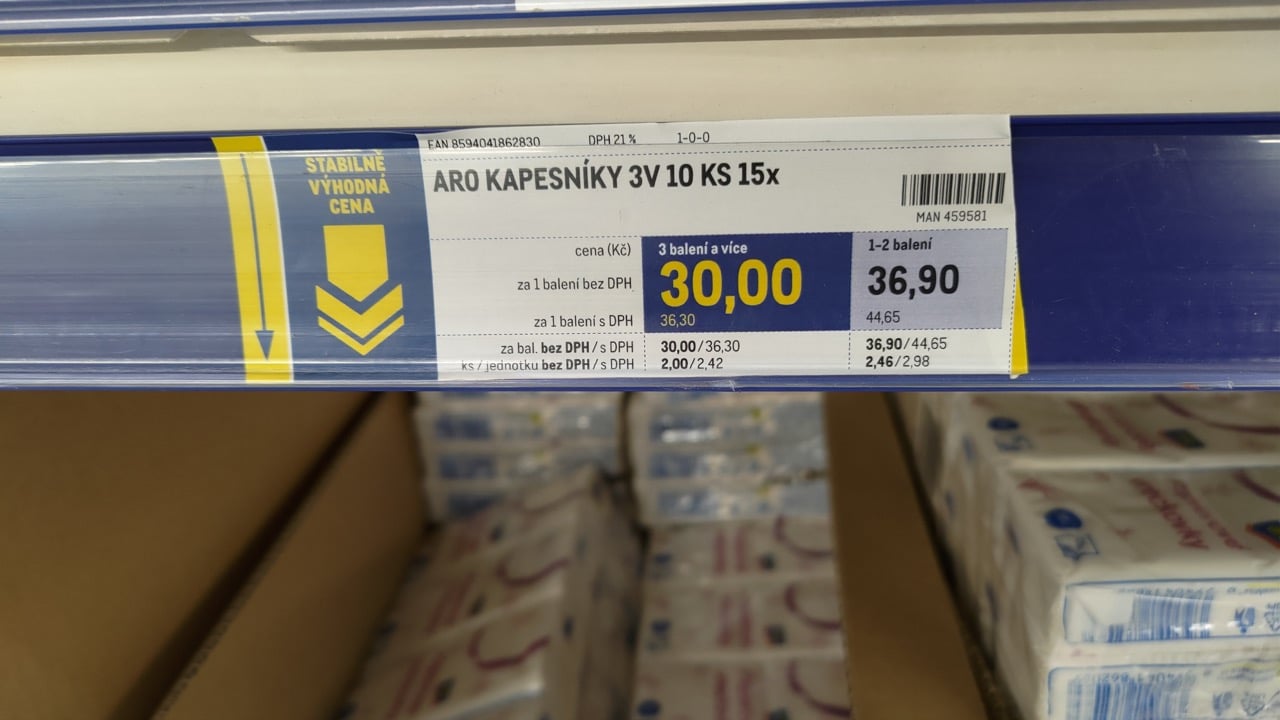 EAN 8594041862830 DPH 21 % 1-0-0
STABILNĚ
VÝHODNÁ
CENA
ARO KAPESNÍKY 3V 10 KS 15x
MAN 459581
cena (Kč) 3 balení a více 1-2 balení
za 1 balení bez DPH 30,00 36,90
za 1 balení s DPH 36,30 44,65
za bal. bez DPH / s DPH 30,00/36,30 36,90/44,65
ks / jednotku bez DPH / s DPH 2,00/2,42 2,46/2,98